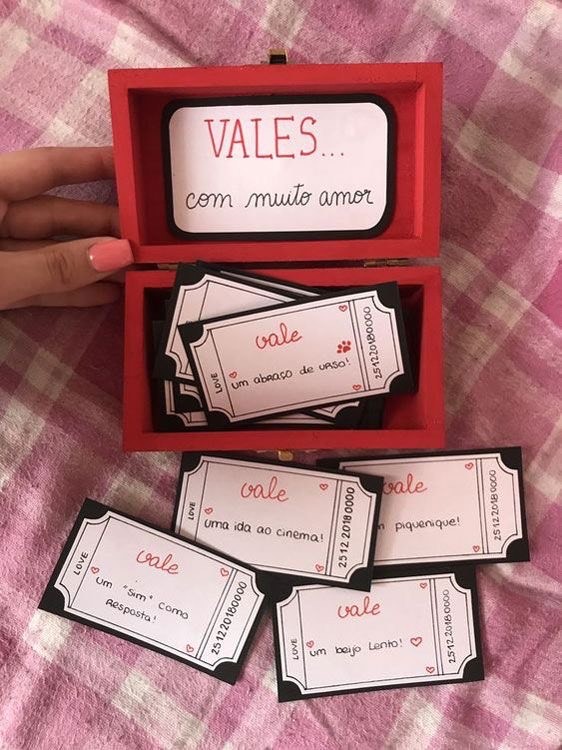 VALES...
com muito amor
LOVE
vale
um abraço de urso!
25122018 0000
vale
uma ida ao cinema!
LOVE
25122018 0000
vale
piquenique!
25122018 0000
LOVE
vale
um "sim" como
resposta!
25122018 0000
LOVE
vale
um beijo lento!
25122018 0000